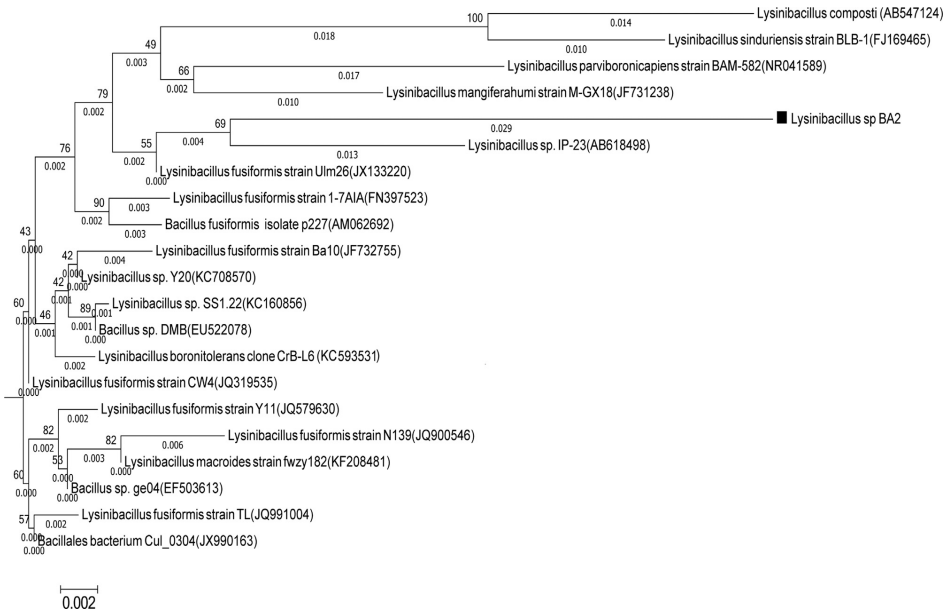 Lysinibacillus composti (AB547124)
100
0.014
0.018
Lysinibacillus sinduriensis strain BLB-1(FJ169465)
49
0.010
0.003
Lysinibacillus parviboronicapiens strain BAM-582(NR041589)
66
0.017
0.002
Lysinibacillus mangiferahumi strain M-GX18(JF731238)
79
0.010
0.002
Lysinibacillus sp BA2
69
0.029
0.004
Lysinibacillus sp. IP-23(AB618498)
55
0.013
0.002
76
0.002
Lysinibacillus fusiformis strain Ulm26(JX133220)
0.000
Lysinibacillus fusiformis strain 1-7AIA(FN397523)
90
0.003
0.002
Bacillus fusiformis isolate p227(AM062692)
0.003
43
0.000
Lysinibacillus fusiformis strain Ba10(JF732755)
42
0.004
0.000
Lysinibacillus sp. Y20(KC708570)
0.000
42
0.001
Lysinibacillus sp. SS1.22(KC160856)
89
0.001
0.001
Bacillus sp. DMB(EU522078)
0.000
60
0.000
46
0.001
Lysinibacillus boronitolerans clone CrB-L6 (KC593531)
0.002
Lysinibacillus fusiformis strain CW4(JQ319535)
0.000
Lysinibacillus fusiformis strain Y11(JQ579630)
82
0.002
0.002
Lysinibacillus fusiformis strain N139(JQ900546)
82
0.006
0.003
Lysinibacillus macroides strain fwzy182(KF208481)
53
0.000
0.000
Bacillus sp. ge04(EF503613)
0.000
60
0.000
Lysinibacillus fusiformis strain TL(JQ991004)
57
0.002
0.000
Bacillales bacterium Cul_0304(JX990163)
0.000
0.002